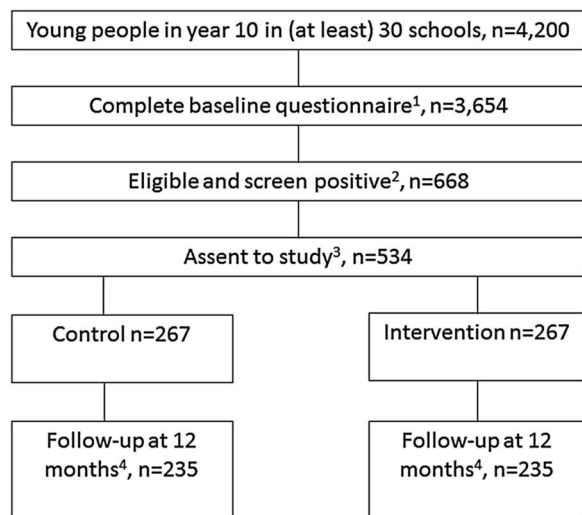 Young people in year 10 in (at least) 30 schools, n=4,200
Complete baseline questionnaire¹, n=3,654
Eligible and screen positive², n=668
Assent to study³, n=534
Control n=267
Intervention n=267
Follow-up at 12
months⁴, n=235
Follow-up at 12
months⁴, n=235